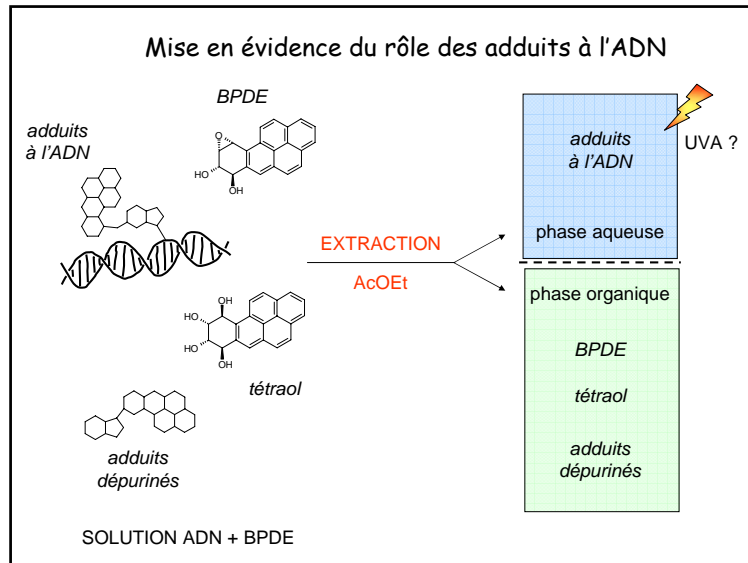 Mise en évidence du rôle des adduits à l'ADN
BPDE
adduits
à l'ADN
O
HO
OH
EXTRACTION
AcOEt
OH
HO
HO
OH
tétraol
adduits
dépurinés
SOLUTION ADN + BPDE
adduits
à l'ADN
UVA ?
phase aqueuse
phase organique
BPDE
tétraol
adduits
dépurinés